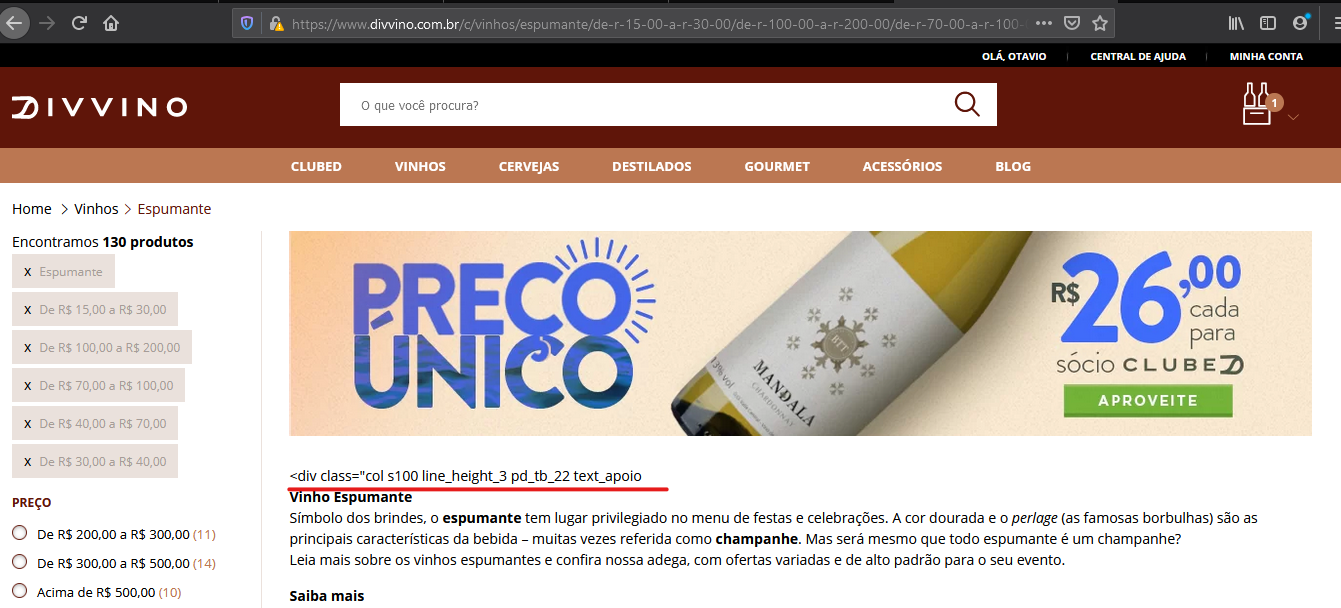 https://www.divvino.com.br/c/vinhos/espumante/de-r-15-00-a-r-30-00/de-r-100-00-a-r-200-00/de-r-70-00-a-r-100-
OLÁ, OTAVIO
CENTRAL DE AJUDA
MINHA CONTA
DIVVINO
O que você procura?
1
CLUBED
VINHOS
CERVEJAS
DESTILADOS
GOURMET
ACESSÓRIOS
BLOG
Home > Vinhos > Espumante
Encontramos 130 produtos
x Espumante
x De R$ 15,00 a R$ 30,00
x De R$ 100,00 a R$ 200,00
x De R$ 70,00 a R$ 100,00
x De R$ 40,00 a R$ 70,00
x De R$ 30,00 a R$ 40,00
PREÇO
De R$ 200,00 a R$ 300,00 (11)
De R$ 300,00 a R$ 500,00 (14)
Acima de R$ 500,00 (10)
PREÇO
ÚNICO
13% vol
BTT
MANDALA
CHARDONNAY
R$ 26,00
cada
para
sócio CLUBED
APROVEITE
<div class="col s100 line_height_3 pd_tb_22 text_apoio
Vinho Espumante
Símbolo dos brindes, o espumante tem lugar privilegiado no menu de festas e celebrações. A cor dourada e o perlage (as famosas borbulhas) são as
principais características da bebida – muitas vezes referida como champanhe. Mas será mesmo que todo espumante é um champanhe?
Leia mais sobre os vinhos espumantes e confira nossa adega, com ofertas variadas e de alto padrão para o seu evento.
Saiba mais